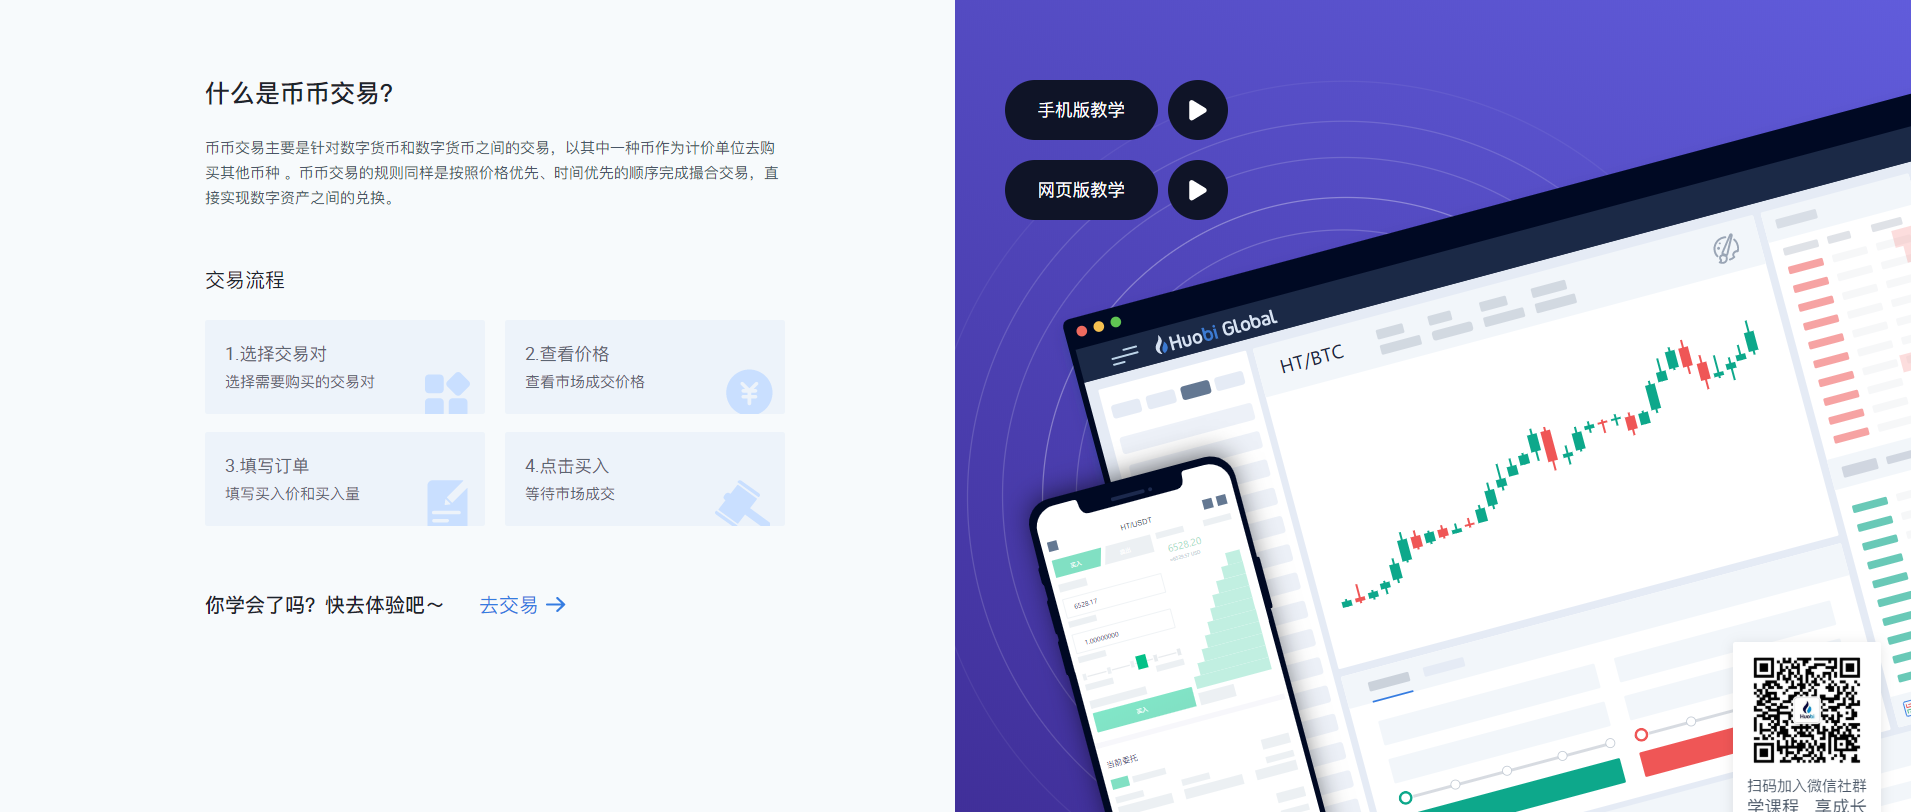 什么是币币交易?
币币交易主要是针对数字货币和数字货币之间的交易，以其中一种币作为计价单位去购
买其他币种 。币币交易的规则同样是按照价格优先、时间优先的顺序完成撮合交易，直
接实现数字资产之间的兑换。
交易流程
1.选择交易对
选择需要购买的交易对
2.查看价格
查看市场成交价格
3.填写订单
填写买入价和买入量
4.点击买入
等待市场成交
你学会了吗？快去体验吧～
去交易
手机版教学
网页版教学
Huobi Global
HT/BTC
HT/USDT
买入
6528.20
6528.17
1.00000000
买入
当前委托
Huobi
扫码加入微信社群
学课程 享成长